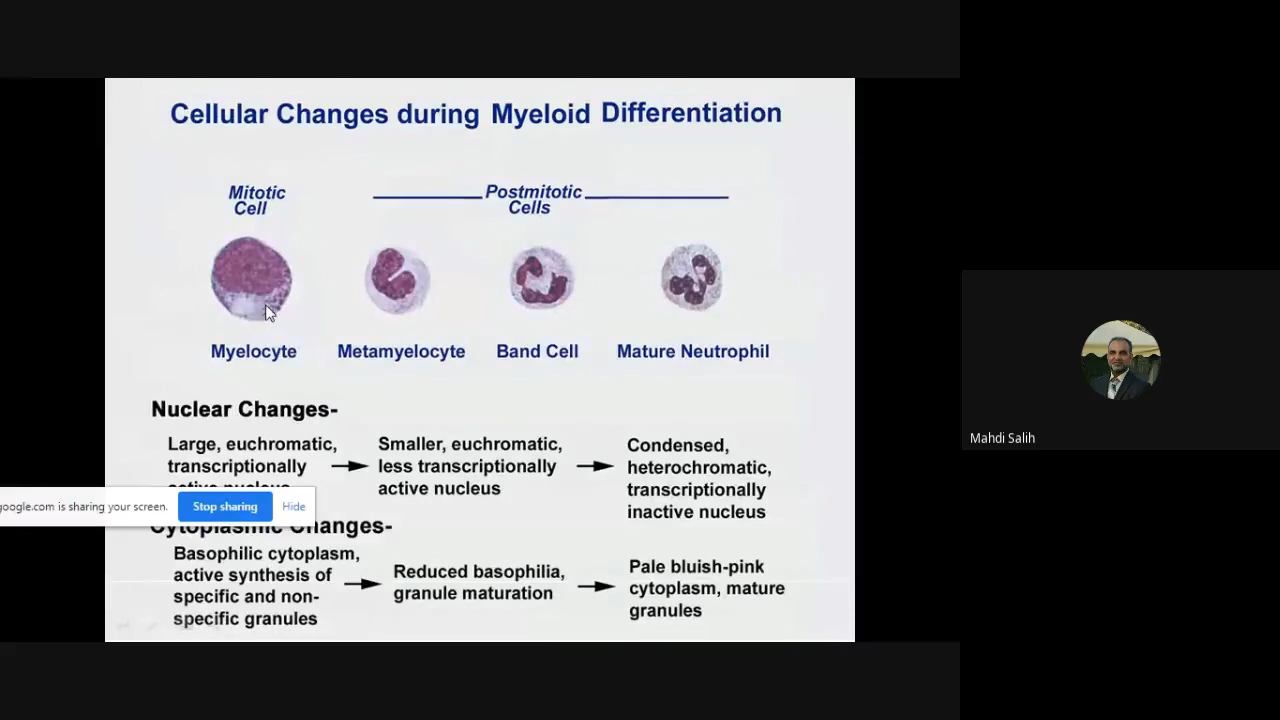 Cellular Changes during Myeloid Differentiation
Mitotic
Cell
Postmitotic
Cells
Myelocyte
Metamyelocyte
Band Cell
Mature Neutrophil
Nuclear Changes-
Large, euchromatic,
transcriptionally
active nucleus
Smaller, euchromatic,
less transcriptionally
active nucleus
Condensed,
heterochromatic,
transcriptionally
inactive nucleus
google.com is sharing your screen.
Stop sharing
Hide
Cytoplasmic Changes-
Basophilic cytoplasm,
active synthesis of
specific and non-
specific granules
Reduced basophilia,
granule maturation
Pale bluish-pink
cytoplasm, mature
granules
Mahdi Salih